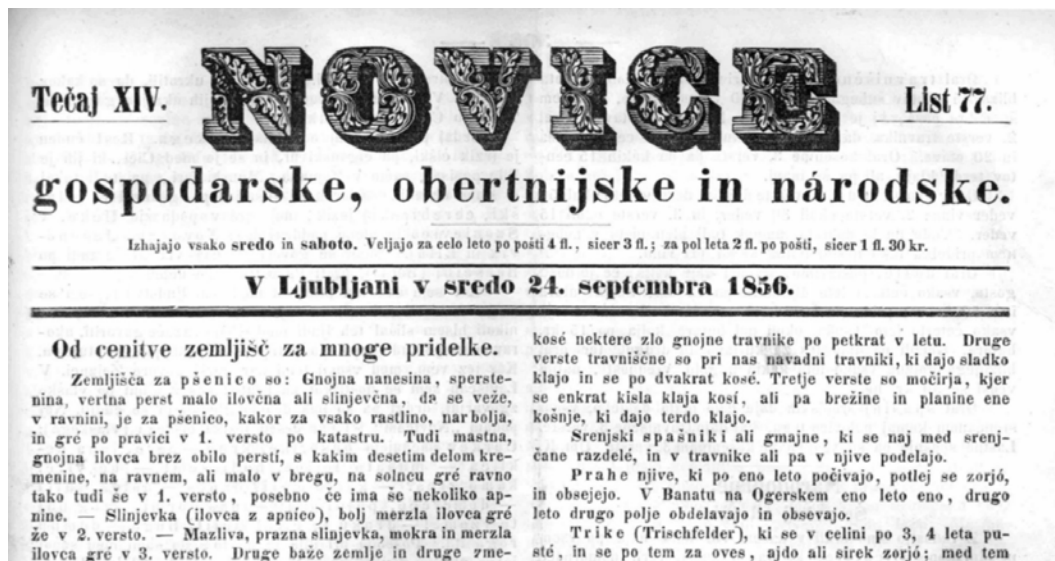 Tečaj XIV. NOVICE List 77.
gospodarske, obertnijske in národske.
Izhajajo vsako sredo in saboto. Veljajo za celo leto po pošti 4 fl., sicer 3 fl.; za pol leta 2 fl. po pošti, sicer 1 fl. 30 kr.
V Ljubljani v sredo 24. septembra 1856.
Od cenitve zemljišč za mnoge pridelke.
Zemljišča za pšenico so: Gnojna nanesina, sperste-
nina, vertna perst malo ilovčna ali slinjevčna, da se veže,
v ravnini, je za pšenico, kakor za vsako rastlino, nar bolja,
in gré po pravici v 1. versto po katastru. Tudi mastna,
gnojna ilovca brez obilo perstí, s kakim desetim delom kre-
menine, na ravnem, ali malo v bregu, na solnce gré ravno
tako tudi še v 1. versto, posebno če ima še nekoliko ap-
nine. — Slinjevka (ilovca z apnico), bolj merzla ilovca gré
že v 2. versto. — Mazliva, prazna slinjevka, mokra in merzla
ilovca gré v 3. versto. Druge baže zemlje in druge zme-
kosé nektere zlo gnojne travnike po petkrat v letu. Druge
verste travnišne so pri nas navadni travniki, ki dajo sladko
klajo in se po dvakrat kosé. Tretje verste so močirja, kjer
se enkrat kisla klaja kosí, ali pa brežine in planine ene
košnje, ki dajo terdo klajo.
Srenjski spašniki ali gmajne, ki se naj med srenj-
čane razdelé, in v travnike ali pa v njive podelajo.
Prahe njive, ki po eno leto počivajo, potlej se zorjó,
in obsejejo. V Banatu na Ogerskem eno leto eno, drugo
leto drugo polje obdelavajo in obsevajo.
Trike (Trischfelder), ki se v celini po 3, 4 leta pu-
sté, in se po tem za oves, ajdo ali sirek zorjó; med tem